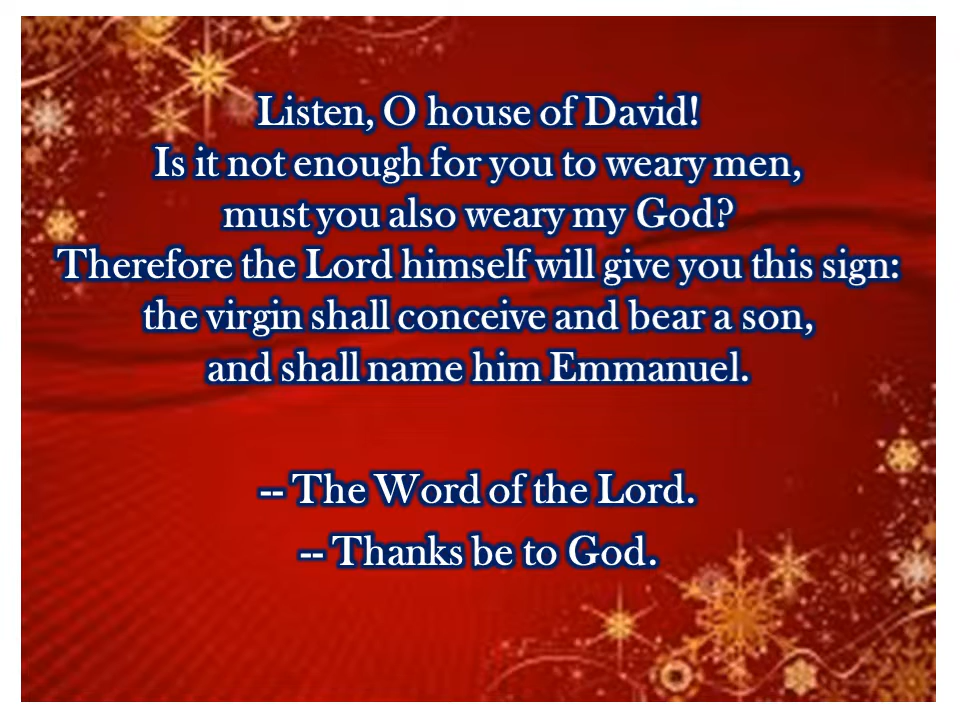 Listen, O house of David!
Is it not enough for you to weary men,
must you also weary my God?
Therefore the Lord himself will give you this sign:
the virgin shall conceive and bear a son,
and shall name him Emmanuel.
-- The Word of the Lord.
-- Thanks be to God.